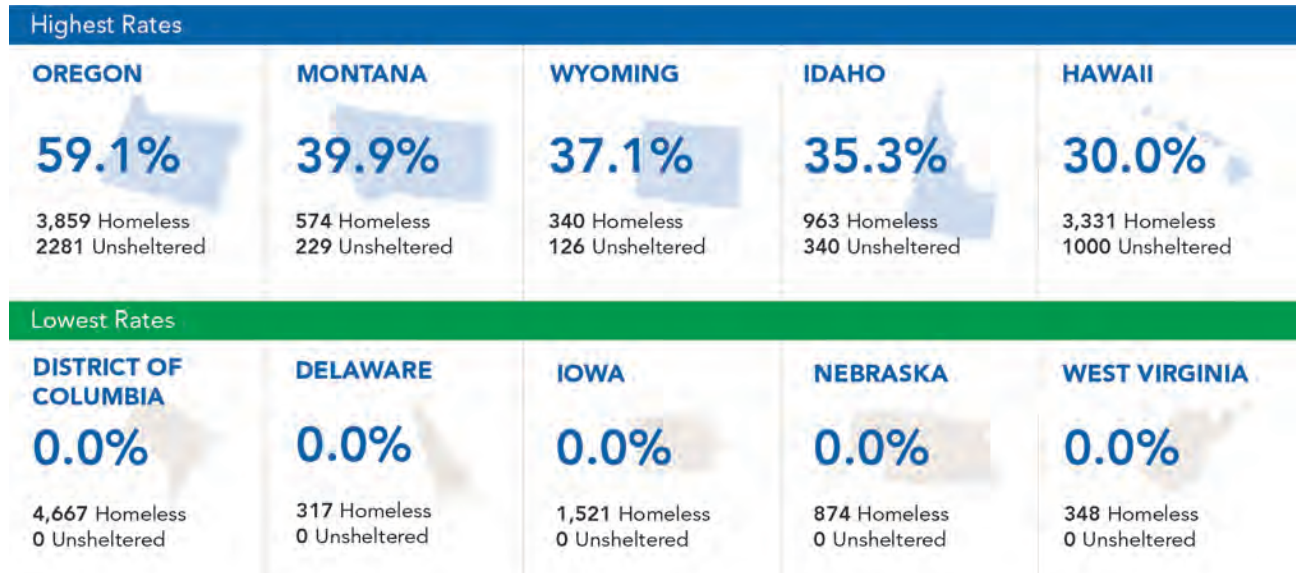 Highest Rates
OREGON
59.1%
3,859 Homeless
2281 Unsheltered
MONTANA
39.9%
574 Homeless
229 Unsheltered
WYOMING
37.1%
340 Homeless
126 Unsheltered
IDAHO
35.3%
963 Homeless
340 Unsheltered
HAWAII
30.0%
3,331 Homeless
1000 Unsheltered
Lowest Rates
DISTRICT OF
COLUMBIA
0.0%
4,667 Homeless
0 Unsheltered
DELAWARE
0.0%
317 Homeless
0 Unsheltered
IOWA
0.0%
1,521 Homeless
0 Unsheltered
NEBRASKA
0.0%
874 Homeless
0 Unsheltered
WEST VIRGINIA
0.0%
348 Homeless
0 Unsheltered